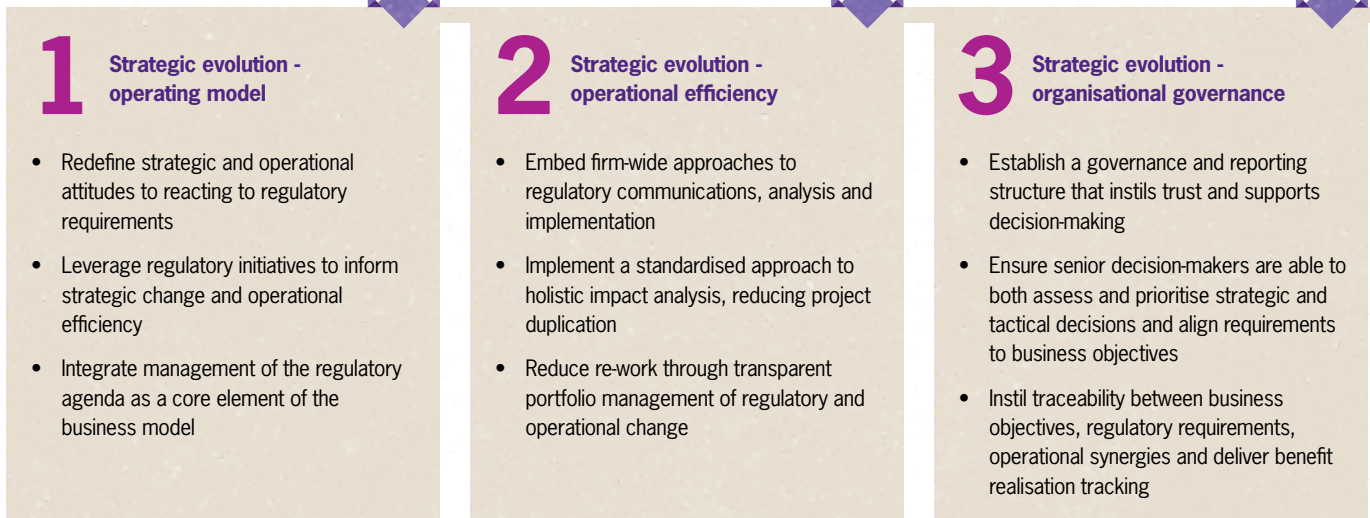 1
Strategic evolution -
operating model
• Redefine strategic and operational
attitudes to reacting to regulatory
requirements
• Leverage regulatory initiatives to inform
strategic change and operational
efficiency
• Integrate management of the regulatory
agenda as a core element of the
business model
2
Strategic evolution -
operational efficiency
• Embed firm-wide approaches to
regulatory communications, analysis and
implementation
• Implement a standardised approach to
holistic impact analysis, reducing project
duplication
• Reduce re-work through transparent
portfolio management of regulatory and
operational change
3
Strategic evolution -
organisational governance
• Establish a governance and reporting
structure that instils trust and supports
decision-making
• Ensure senior decision-makers are able to
both assess and prioritise strategic and
tactical decisions and align requirements
to business objectives
• Instil traceability between business
objectives, regulatory requirements,
operational synergies and deliver benefit
realisation tracking